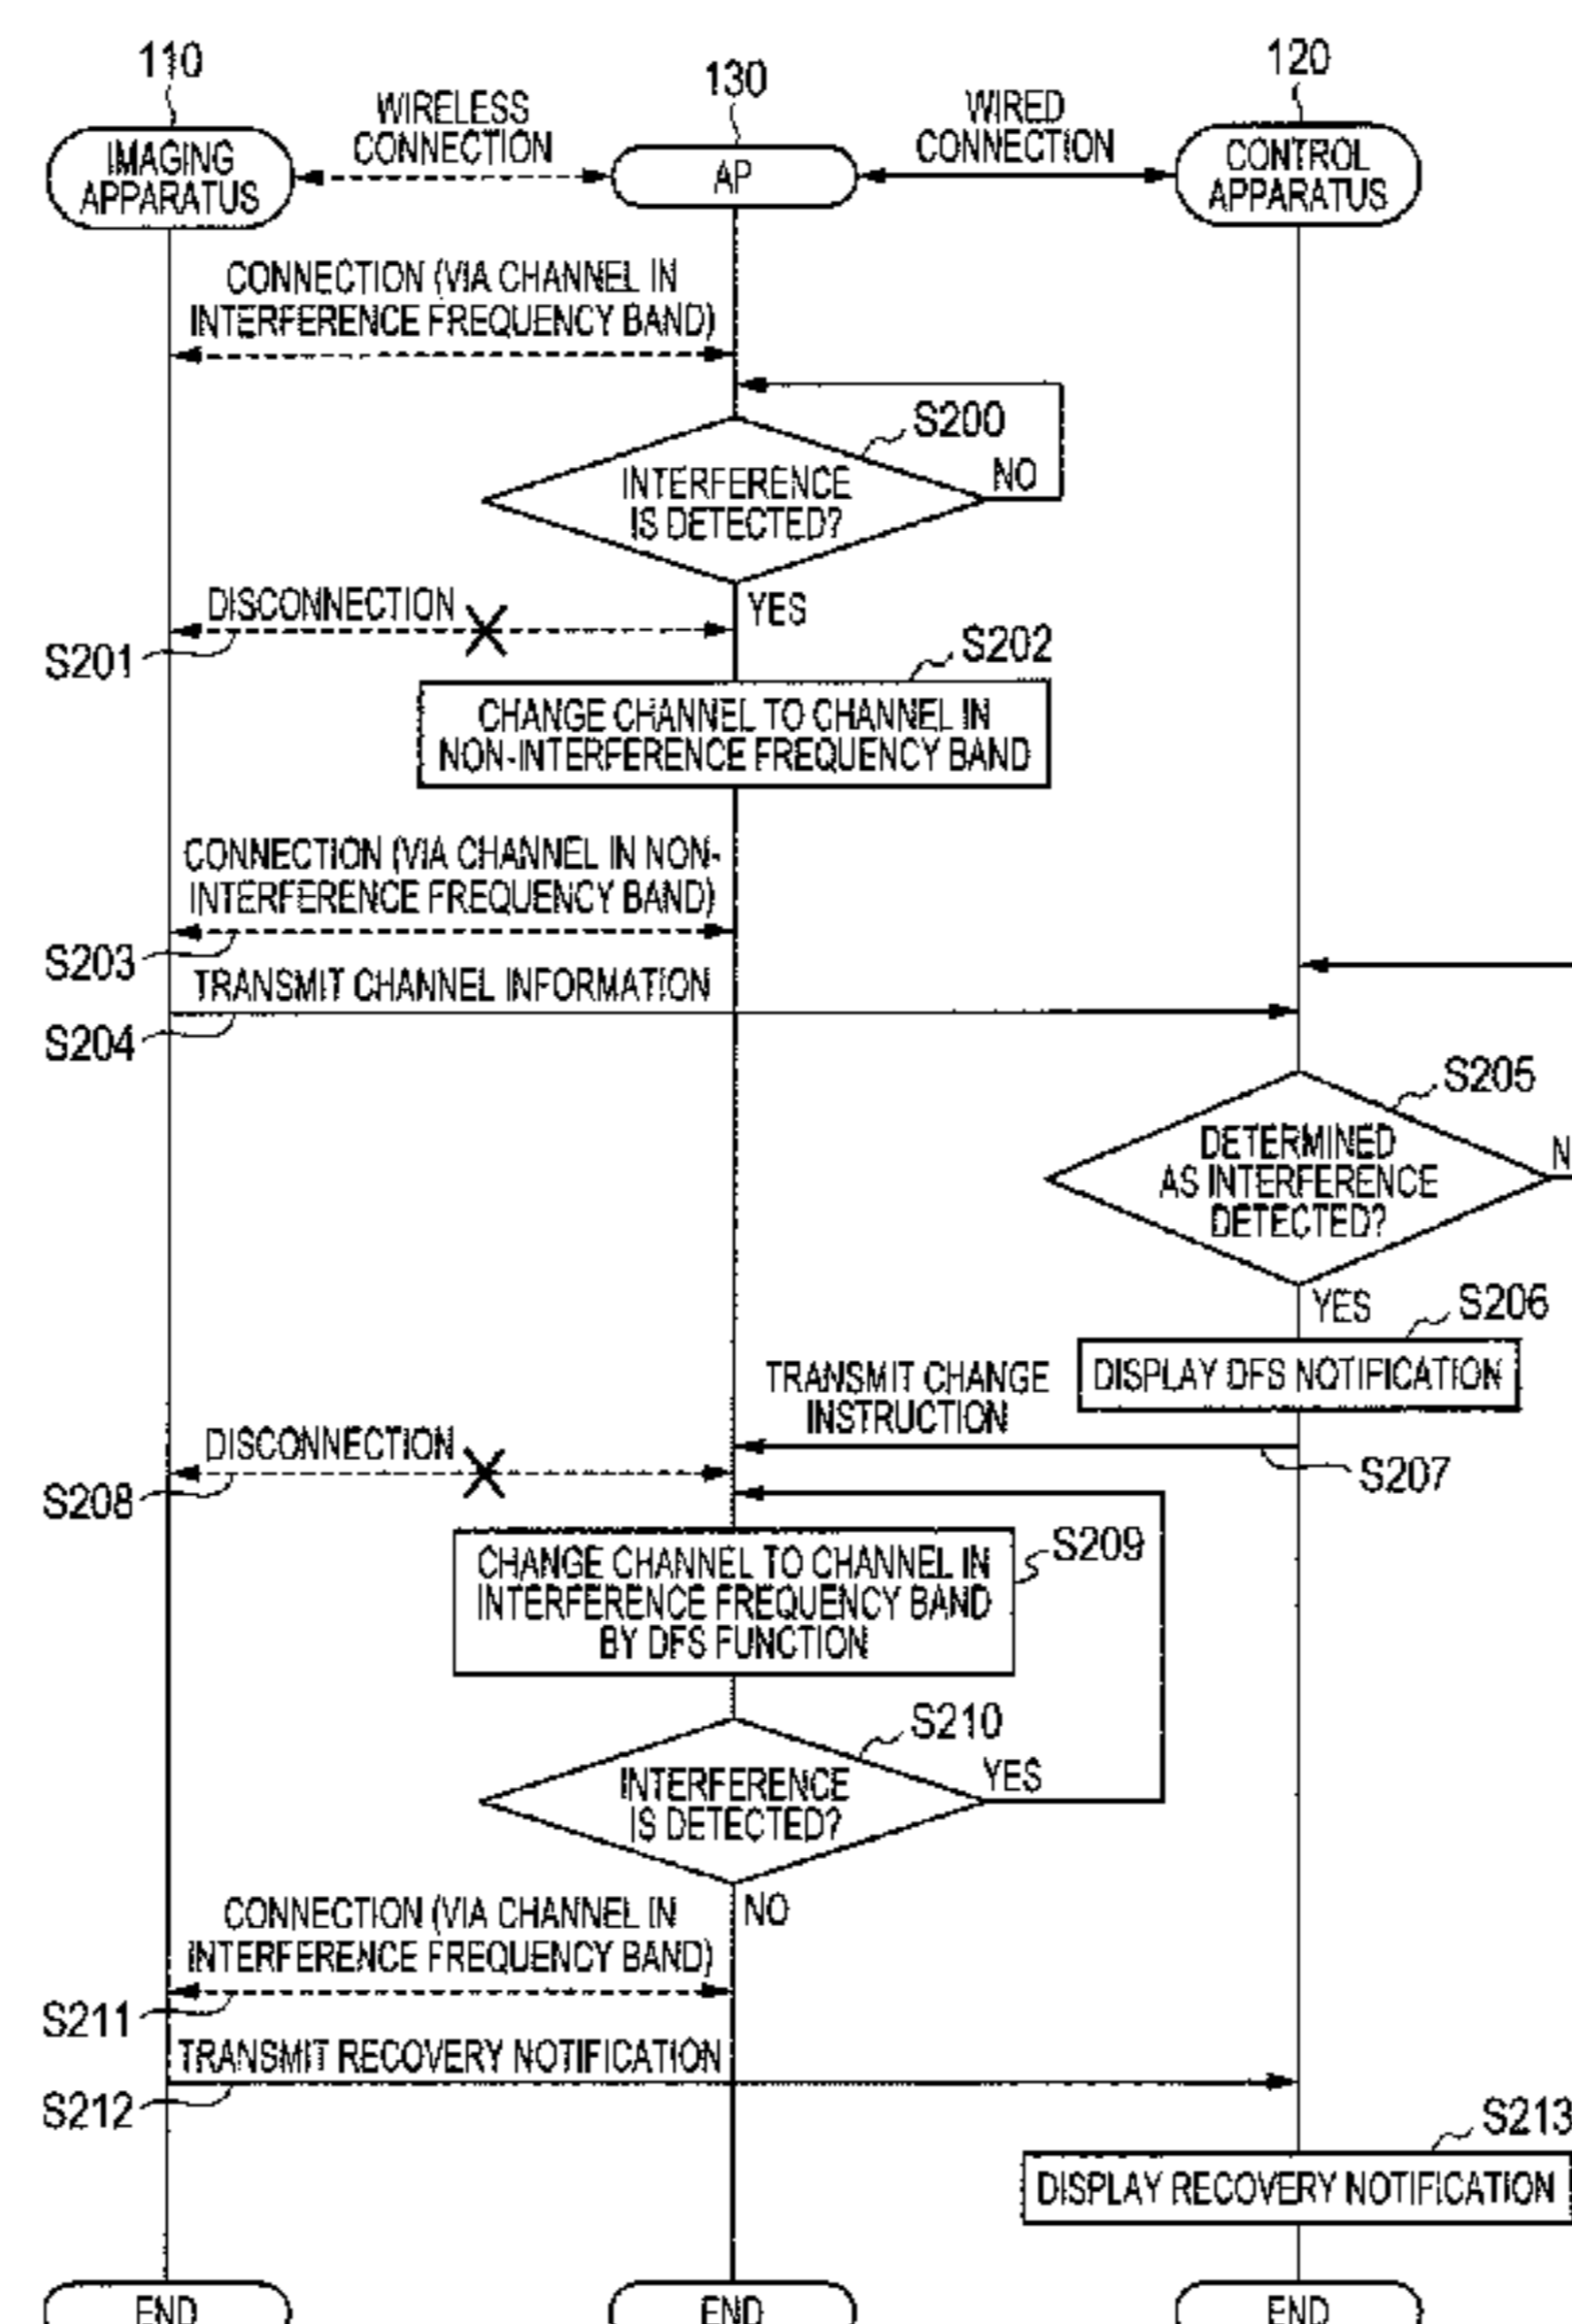 110
130
120
WIRELESS
CONNECTION
WIRED
CONNECTION
IMAGING
APPARATUS
AP
CONTROL
APPARATUS
CONNECTION (VIA CHANNEL IN
INTERFERENCE FREQUENCY BAND)
S200
INTERFERENCE
IS DETECTED?
NO
DISCONNECTION
YES
S201
S202
CHANGE CHANNEL TO CHANNEL IN
NON-INTERFERENCE FREQUENCY BAND
CONNECTION (VIA CHANNEL IN NON-
INTERFERENCE FREQUENCY BAND)
S203
TRANSMIT CHANNEL INFORMATION
S204
S205
DETERMINED
AS INTERFERENCE
DETECTED?
N
YES
S206
DISPLAY DFS NOTIFICATION
TRANSMIT CHANGE
INSTRUCTION
S207
DISCONNECTION
S208
S209
CHANGE CHANNEL TO CHANNEL IN
INTERFERENCE FREQUENCY BAND
BY DFS FUNCTION
S210
INTERFERENCE
IS DETECTED?
YES
NO
CONNECTION (VIA CHANNEL IN
INTERFERENCE FREQUENCY BAND)
S211
TRANSMIT RECOVERY NOTIFICATION
S212
S213
DISPLAY RECOVERY NOTIFICATION
END
END
END